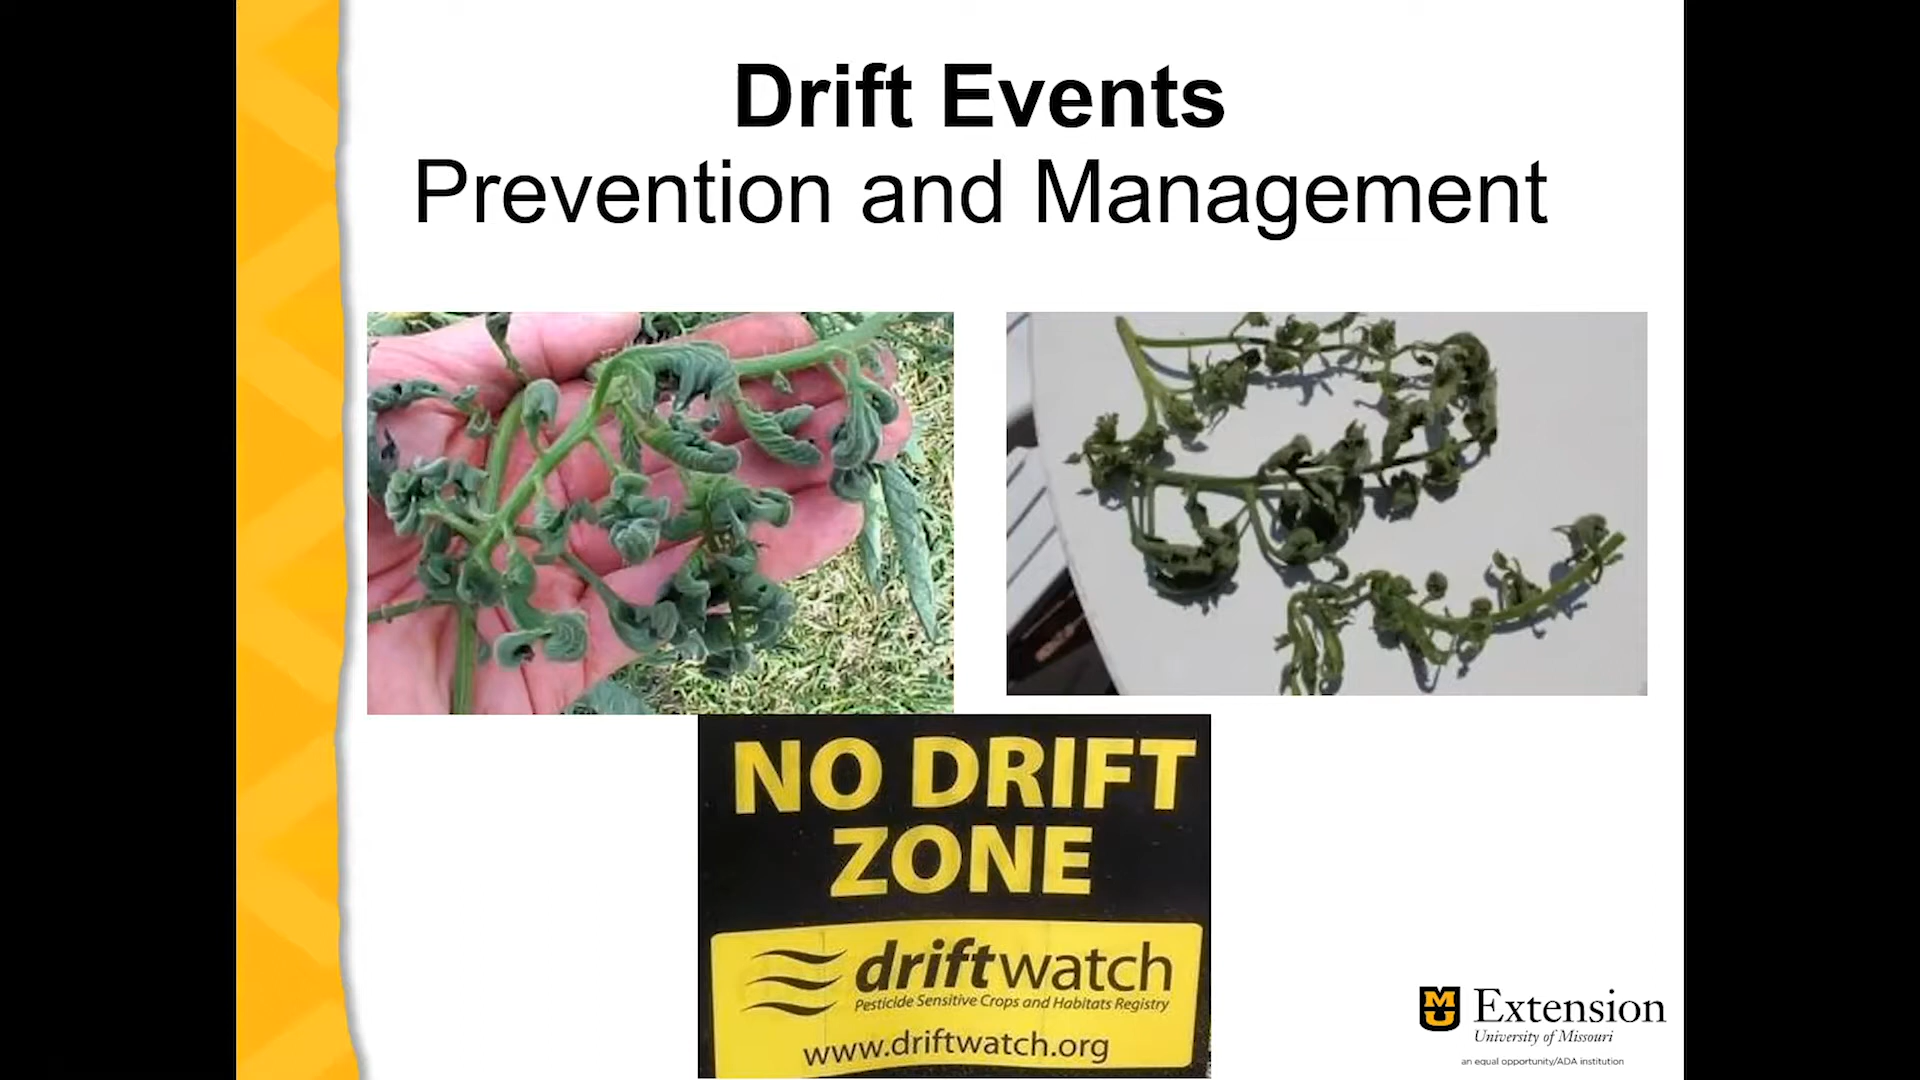 Drift Events
Prevention and Management
NO DRIFT
ZONE
driftwatch
Pesticide Sensitive Crops and Habitats Registry
www.driftwatch.org
MU
Extension
University of Missouri
an equal opportunity/ADA institution